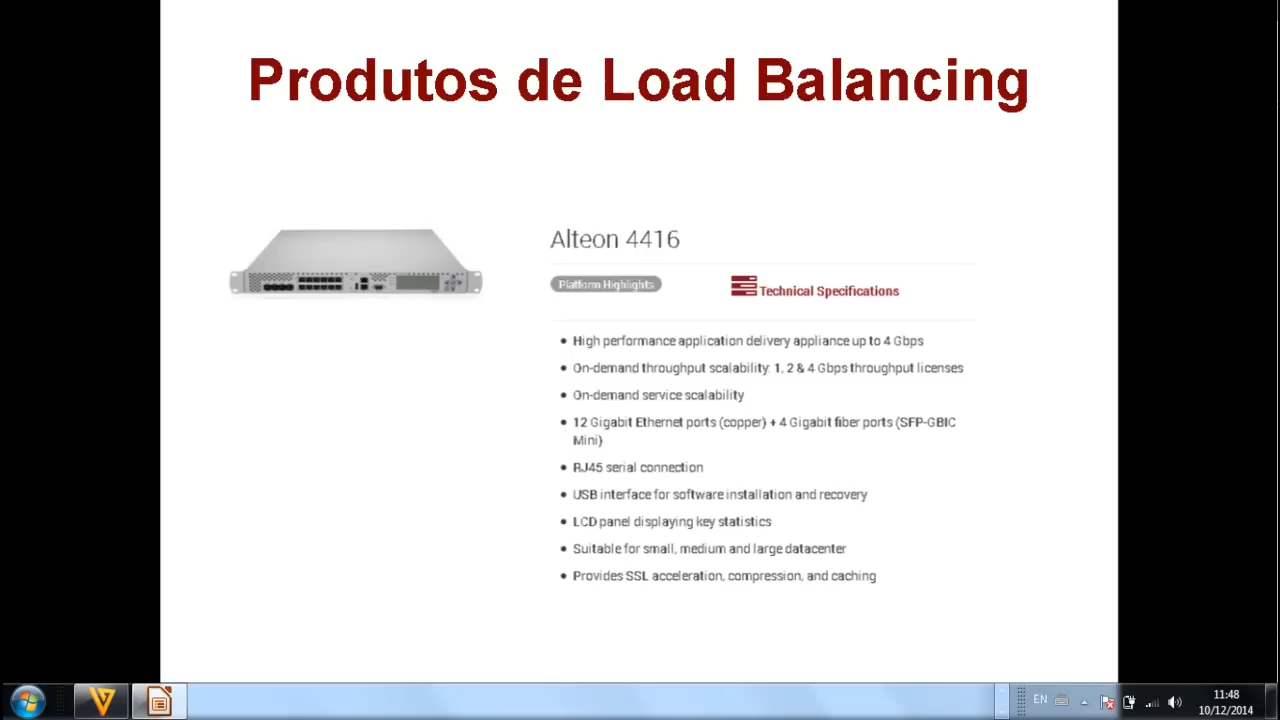 Produtos de Load Balancing
Alteon 4416
Platform Highlights
Technical Specifications
• High performance application delivery appliance up to 4 Gbps
• On-demand throughput scalability: 1, 2 & 4 Gbps throughput licenses
• On-demand service scalability
• 12 Gigabit Ethernet ports (copper) + 4 Gigabit fiber ports (SFP-GBIC
Mini)
• RJ45 serial connection
• USB interface for software installation and recovery
• LCD panel displaying key statistics
• Suitable for small, medium and large datacenter
• Provides SSL acceleration, compression, and caching
EN
11:48
10/12/2014